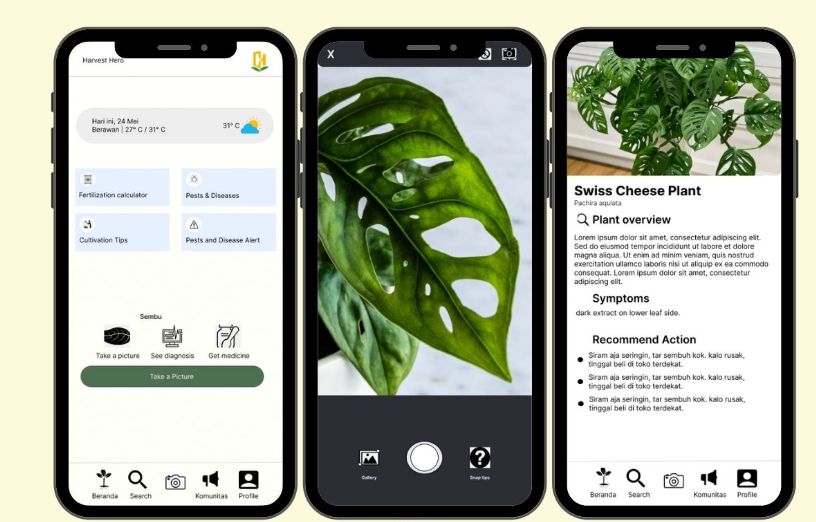 Harvest Hero
Hari ini, 24 Mei
Berawan | 27° C / 31° C
31° C
Fertilization calculator
Pests & Diseases
Cultivation Tips
Pests and Disease Alert
Sembu
Take a picture
See diagnosis
Get medicine
Take a Picture
Beranda
Search
Komunitas
Profile
X
Gallery
Snap tips
Swiss Cheese Plant
Pachira aquiata
Plant overview
Lorem ipsum dolor sit amet, consectetur adipiscing elit.
Sed do eiusmod tempor incididunt ut labore et dolore
magna aliqua. Ut enim ad minim veniam, quis nostrud
exercitation ullamco laboris nisi ut aliquip ex ea commodo
consequat. Lorem ipsum dolor sit amet, consectetur
adipiscing elit.
Symptoms
dark extract on lower leaf side.
Recommend Action
Siram aja seringin, tar sembuh kok. kalo rusak,
tinggal beli di toko terdekat.
Siram aja seringin, tar sembuh kok. kalo rusak,
tinggal beli di toko terdekat.
Siram aja seringin, tar sembuh kok. kalo rusak,
tinggal beli di toko terdekat.
Beranda
Search
Komunitas
Profile